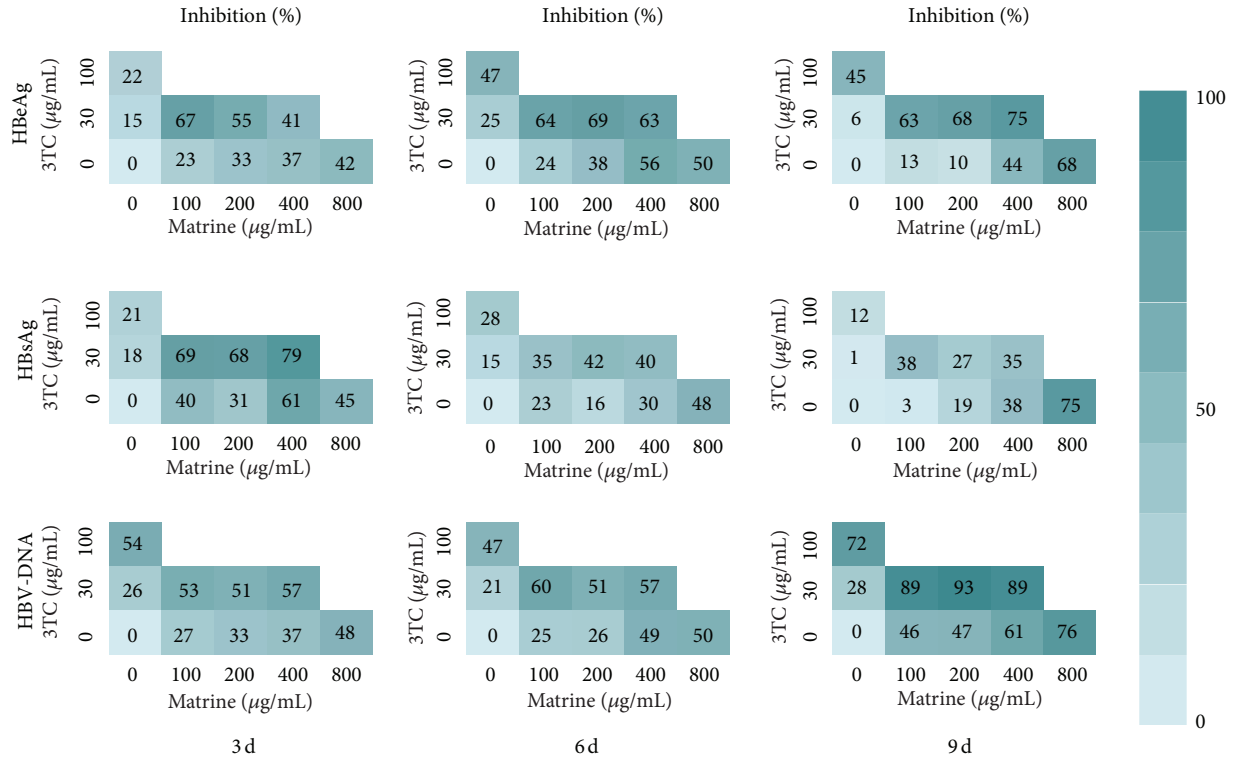 Inhibition (%) Inhibition (%) Inhibition (%)
HBeAg
3TC (μg/mL) 100 30 0
22
15 67 55 41
0 23 33 37 42
0 100 200 400 800
Matrine (μg/mL)
3TC (μg/mL) 100 30 0
47
25 64 69 63
0 24 38 56 50
0 100 200 400 800
Matrine (μg/mL)
3TC (μg/mL) 100 30 0
45
6 63 68 75
0 13 10 44 68
0 100 200 400 800
Matrine (μg/mL)
HBsAg
3TC (μg/mL) 100 30 0
21
18 69 68 79
0 40 31 61 45
0 100 200 400 800
Matrine (μg/mL)
3TC (μg/mL) 100 30 0
28
15 35 42 40
0 23 16 30 48
0 100 200 400 800
Matrine (μg/mL)
3TC (μg/mL) 100 30 0
12
1 38 27 35
0 3 19 38 75
0 100 200 400 800
Matrine (μg/mL)
HBV-DNA
3TC (μg/mL) 100 30 0
54
26 53 51 57
0 27 33 37 48
0 100 200 400 800
Matrine (μg/mL)
3TC (μg/mL) 100 30 0
47
21 60 51 57
0 25 26 49 50
0 100 200 400 800
Matrine (μg/mL)
3TC (μg/mL) 100 30 0
72
28 89 93 89
0 46 47 61 76
0 100 200 400 800
Matrine (μg/mL)
3 d 6 d 9 d
100
50
0